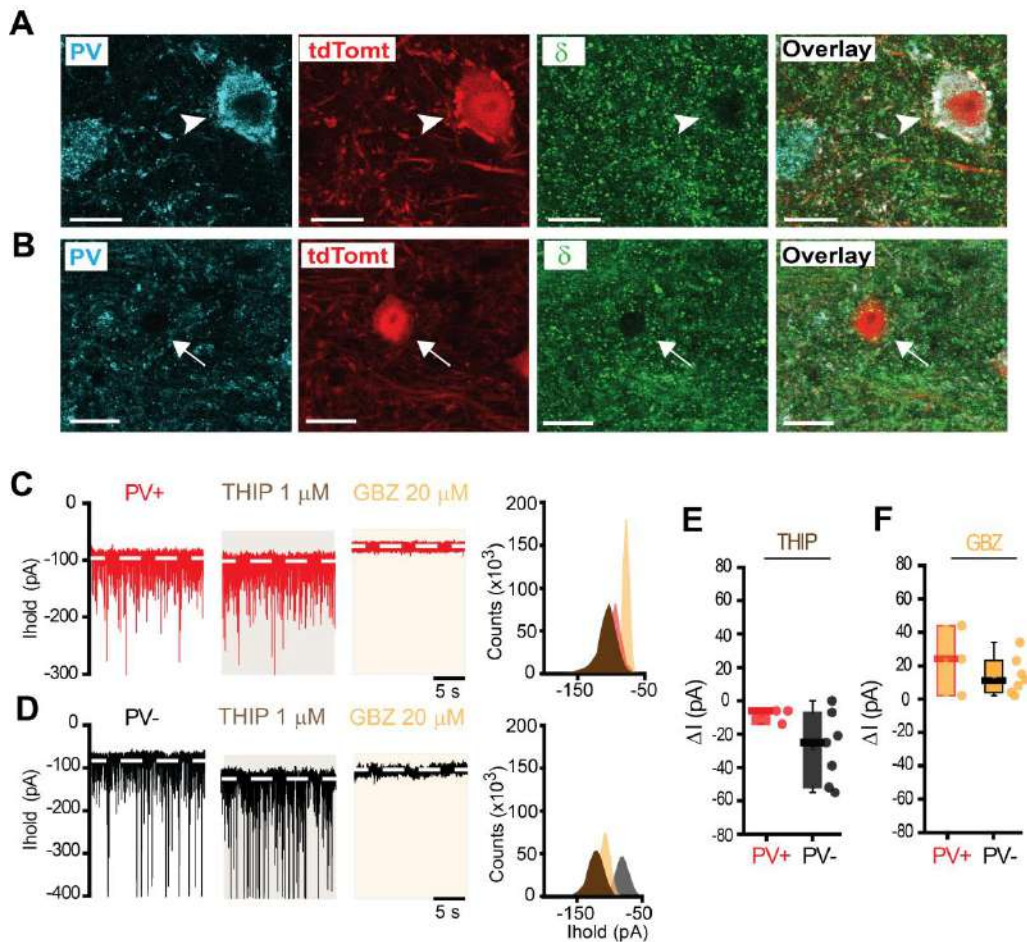 A
PV tdTomt δ Overlay
B
PV tdTomt δ Overlay
C
PV+ THIP 1 μM GBZ 20 μM
Ihold (pA)
0
-100
-200
-300
5 s
Counts (x10³)
200
150
100
50
0
-150 -50
D
PV- THIP 1 μM GBZ 20 μM
Ihold (pA)
0
-100
-200
-300
-400
5 s
Counts (x10³)
200
150
100
50
0
-150 -50
Ihold (pA)
E
THIP
ΔI (pA)
80
60
40
20
0
-20
-40
-60
-80
PV+ PV-
F
GBZ
ΔI (pA)
80
60
40
20
0
-20
-40
-60
-80
PV+ PV-